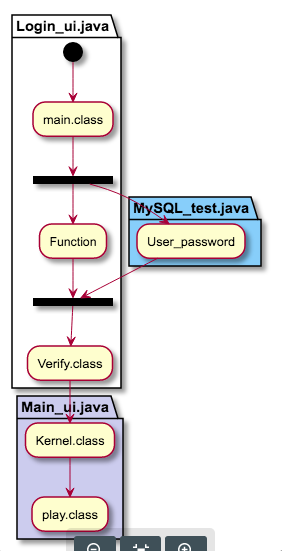 Login_ui.java
main.class
MySQL_test.java
Function
User_password
Verify.class
Main_ui.java
Kernel.class
play.class